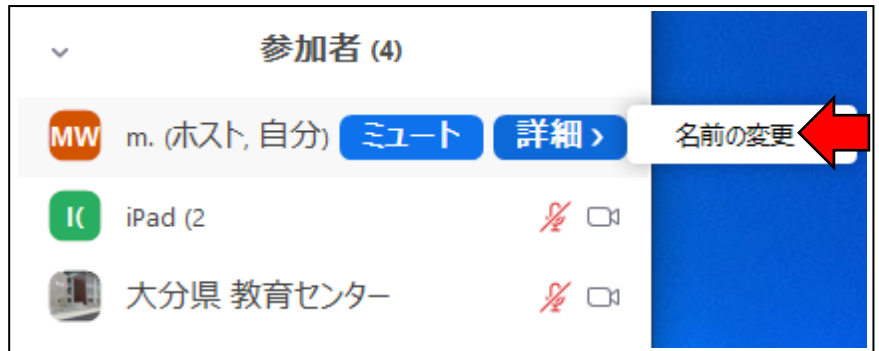 参加者 (4)
MW m. (ホスト, 自分) ミュート 詳細 › 名前の変更
I( iPad (2
大分県 教育センター